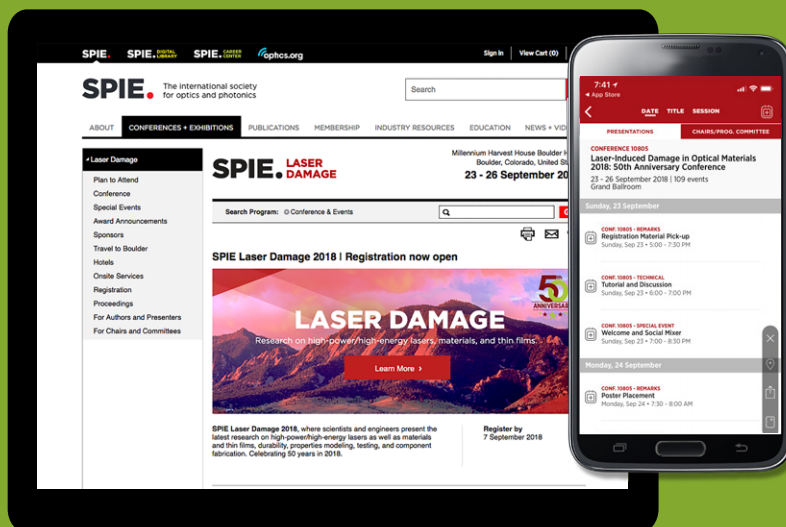 SPIE. SPIE. DIGITAL LIBRARY SPIE. CAREER CENTER optics.org Sign in View Cart (0)
SPIE. The international society
for optics and photonics
Search
ABOUT CONFERENCES + EXHIBITIONS PUBLICATIONS MEMBERSHIP INDUSTRY RESOURCES EDUCATION NEWS +
Laser Damage
Plan to Attend
Conference
Special Events
Award Announcements
Sponsors
Travel to Boulder
Hotels
Onsite Services
Registration
Proceedings
For Authors and Presenters
For Chairs and Committees
SPIE. LASER
DAMAGE
Millennium Harvest House Boulder
Boulder, Colorado, United
23 - 26 September
Search Program: Conference & Events
SPIE Laser Damage 2018 | Registration now open
50th
ANNIVERSARY
LASER DAMAGE
Research on high-power/high-energy lasers, materials, and thin films.
Learn More >
SPIE Laser Damage 2018, where scientists and engineers present the
latest research on high-power/high-energy lasers as well as materials
and thin films, durability, properties modeling, testing, and component
fabrication. Celebrating 50 years in 2018.
Register by
7 September 2018
7:41
App Store
DATE TITLE SESSION
PRESENTATIONS CHAIRS/PROG. COMMITTEE
CONFERENCE 10805
Laser-Induced Damage in Optical Materials
2018: 50th Anniversary Conference
23 - 26 September 2018 | 109 events
Grand Ballroom
Sunday, 23 September
CONF. 10805 - REMARKS
Registration Material Pick-up
Sunday, Sep 23 • 5:00 - 7:30 PM
CONF. 10805 - TECHNICAL
Tutorial and Discussion
Sunday, Sep 23 • 6:00 - 7:00 PM
CONF. 10805 - SPECIAL EVENT
Welcome and Social Mixer
Sunday, Sep 23 • 7:00 - 8:30 PM
Monday, 24 September
CONF. 10805 - REMARKS
Poster Placement
Monday, Sep 24 • 7:30 - 8:00 AM